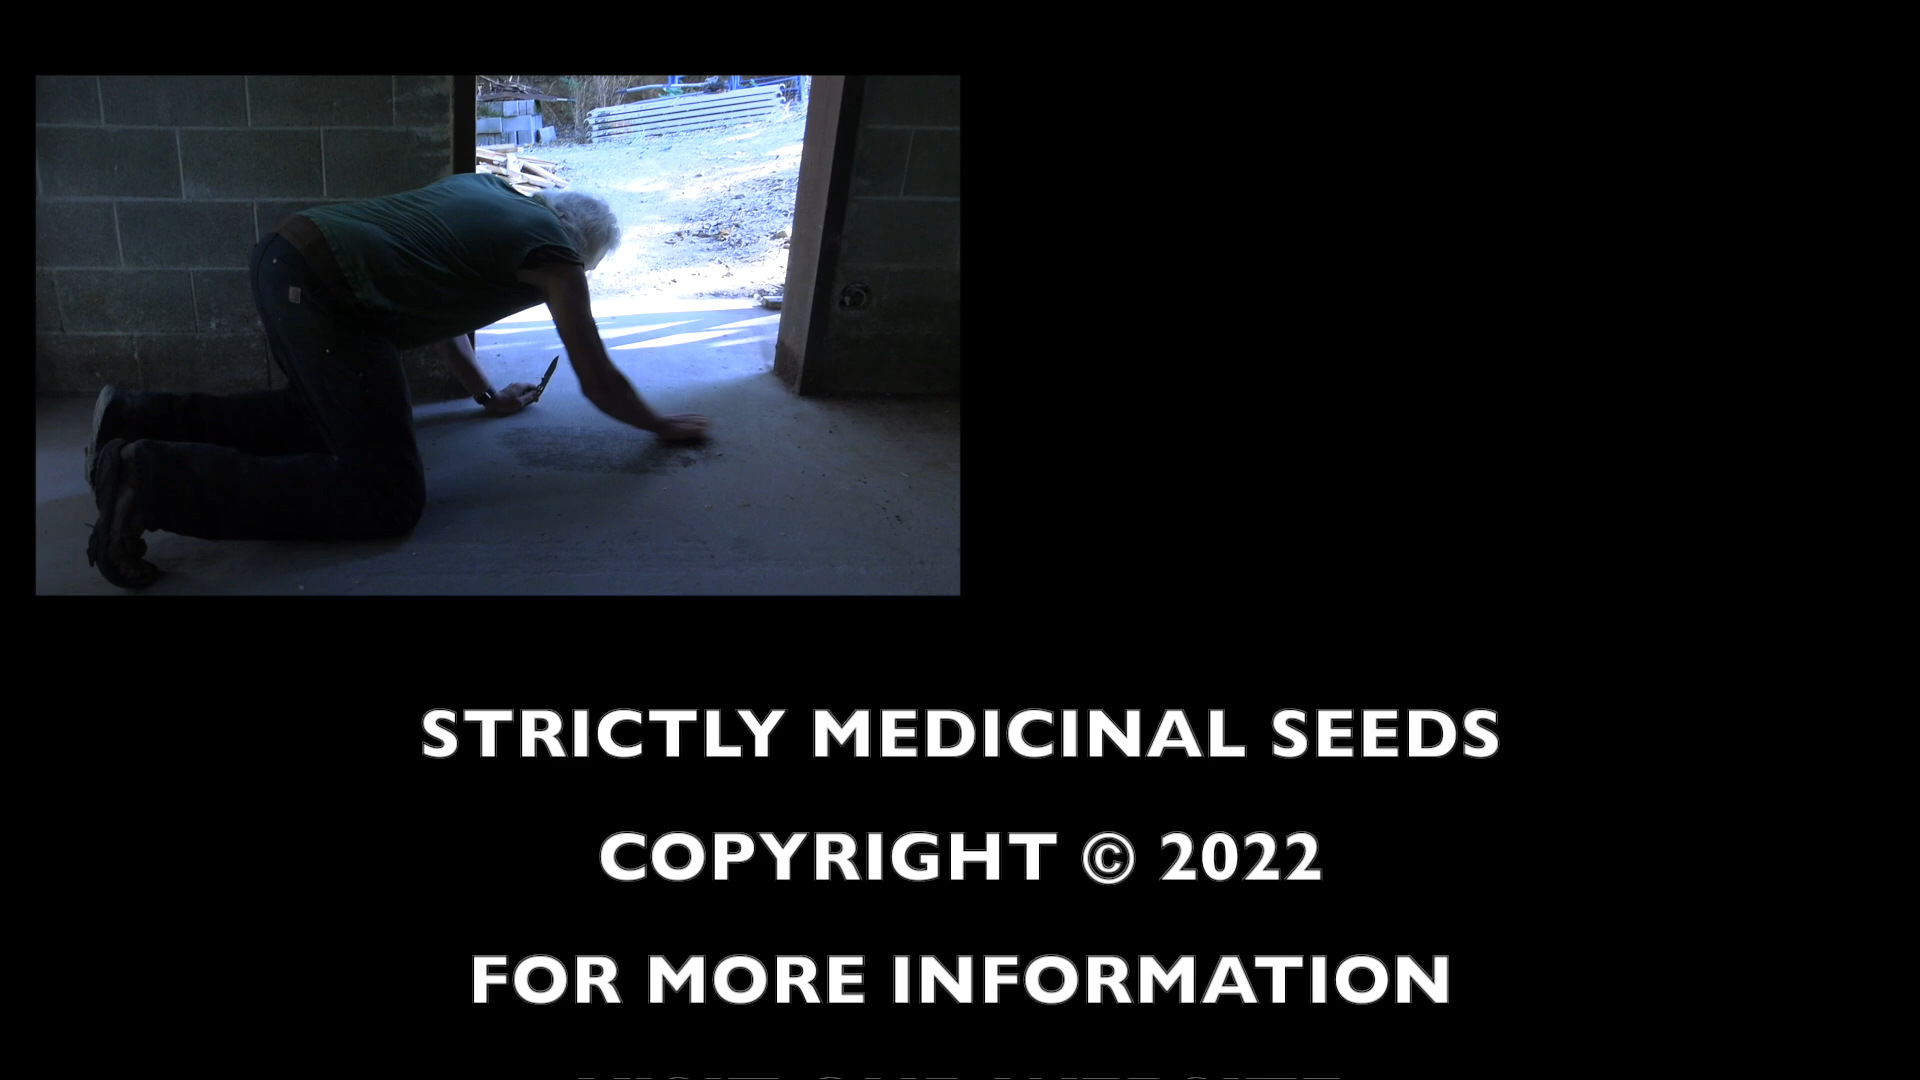 STRICTLY MEDICINAL SEEDS
COPYRIGHT © 2022
FOR MORE INFORMATION